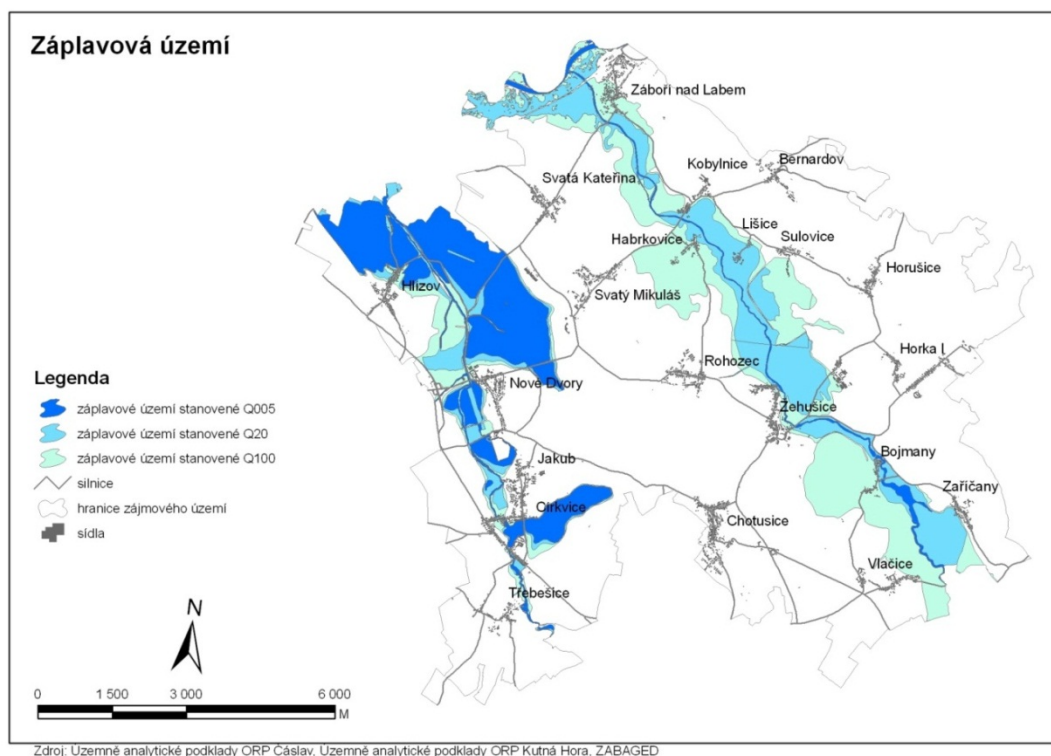 Záplavová území
Záboří nad Labem
Kobylnice
Bernardov
Svatá Kateřina
Lišice
Habrkovice
Sulovice
Horušice
Hlízov
Svatý Mikuláš
Rohozec
Horka I
Legenda
Nové Dvory
záplavové území stanovené Q005
Žehušice
záplavové území stanovené Q20
záplavové území stanovené Q100
Bojmany
Jakub
silnice
Zaříčany
hranice zájmového území
Církvice
Chotusice
sídla
Vlačice
Třebešice
N
0 1 500 3 000 6 000
M
Zdroj: Územně analytické podklady ORP Čáslav, Územně analytické podklady ORP Kutná Hora, ZABAGED